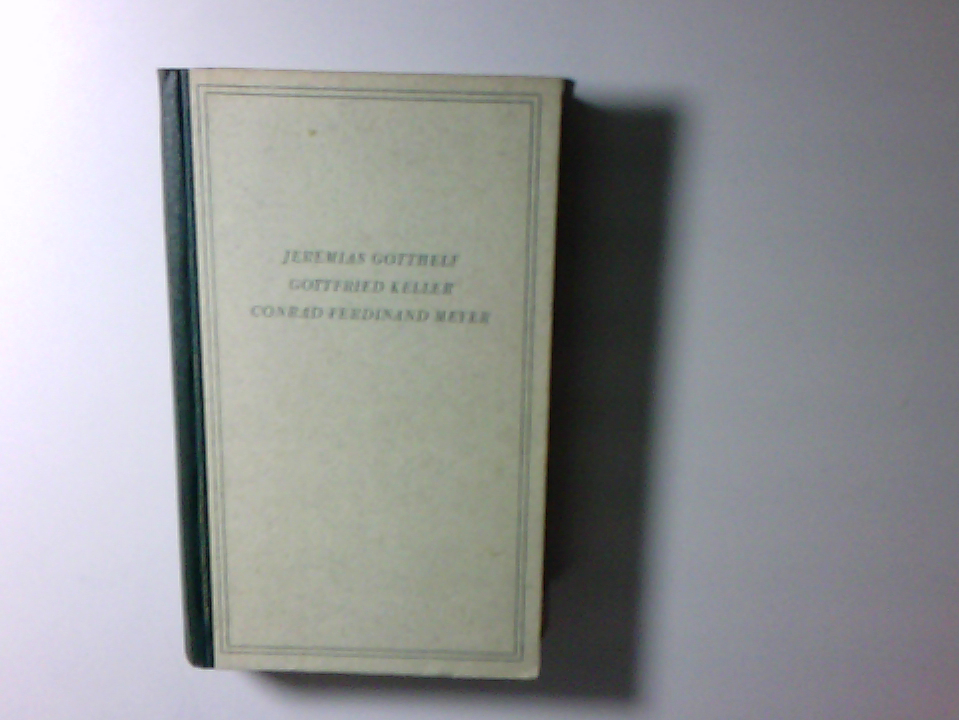 JEREMIAS GOTTHELF
GOTTFRIED KELLER
CONRAD FERDINAND MEYER